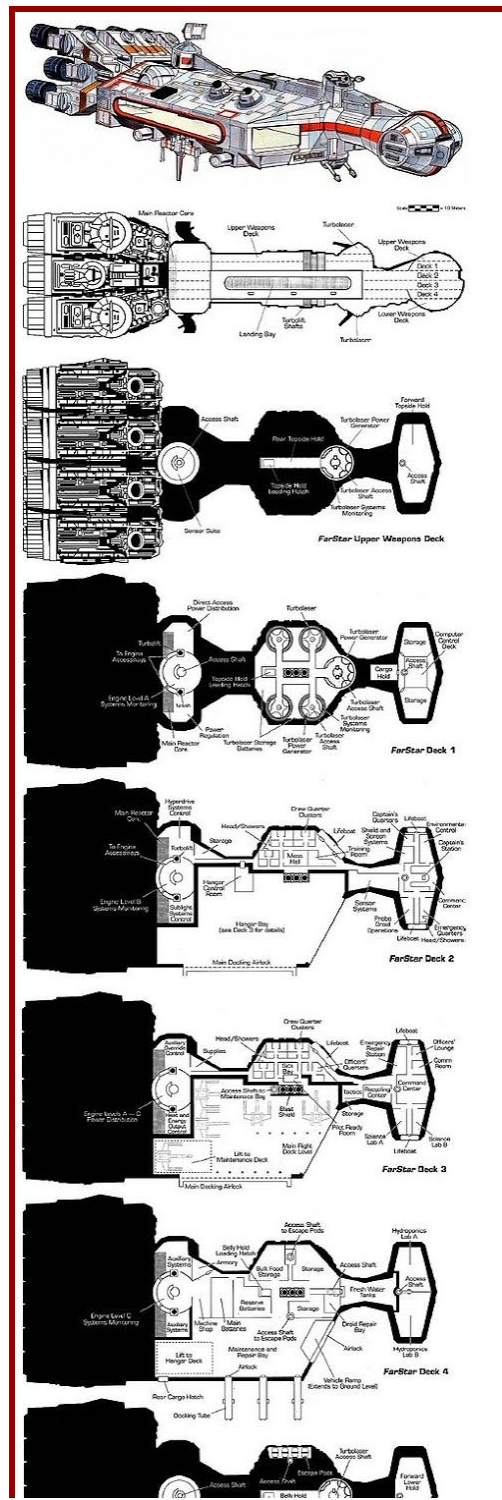 Scale = 10 Meters
Main Reactor Core
Upper Weapons
Deck
Turbolaser
Upper Weapons
Deck
Deck 1
Deck 2
Deck 3
Deck 4
Landing Bay
Turbolift
Shafts
Turbolaser
Lower Weapons
Deck
Access Shaft
Rear Topside Hold
Turbolaser Power
Generator
Forward
Topside Hold
Access
Shaft
Topside Hold
Loading Hatch
Turbolaser Access
Shaft
Turbolaser Systems
Monitoring
Sensor Suite
FarStar Upper Weapons Deck
Direct Access
Power Distribution
Turbolaser
Turbolift
Turbolaser
Power Generator
Storage
Computer
Control
Deck
To Engine
Accessways
Access Shaft
Access
Shaft
Topside Hold
Loading Hatch
Cargo
Hold
Engine Level A
Systems Monitoring
Turbolaser
Access Shaft
Storage
Power
Regulation
Turbolaser
Systems
Monitoring
Main Reactor
Core
Turbolaser Storage
Batteries
Turbolaser
Power
Generator
Turbolaser
Access
Shaft
FarStar Deck 1
Hyperdrive
Systems
Control
Crew Quarter
Clusters
Captain's
Quarters
Lifeboat
Environmental
Control
Main Reactor
Core
Head/Showers
Lifeboat
Shield and
Screen
Systems
Turbolift
Storage
Training
Room
Captain's
Station
To Engine
Accessways
Mess
Hall
Hangar
Control
Room
Command
Center
Engine Level B
Systems Monitoring
Sublight
Systems
Control
Sensor
Systems
Hangar Bay
(see Deck 3 for details)
Probe
Droid
Operations
Emergency
Quarters
Lifeboat
Head/Showers
Main Docking Airlock
FarStar Deck 2
Auxiliary
Override
Control
Crew Quarter
Clusters
Lifeboat
Head/Showers
Lifeboat
Emergency
Repair
Station
Officers'
Lounge
Supplies
Officers'
Quarters
Comm
Room
Sick
Bay
Access Shaft to
Maintenance Bay
Tactics
Recycling
Center
Command
Center
Engine Levels A — C
Power Distribution
Blast
Shield
Storage
Heat and
Energy
Output
Control
Pilot Ready
Room
Main Flight
Deck Level
Science
Lab A
Science
Lab B
Lift to
Maintenance Deck
Lifeboat
Main Docking Airlock
FarStar Deck 3
Access Shaft
to Escape Pods
Belly Hold
Loading Hatch
Hydroponics
Lab A
Auxiliary
Systems
Armory
Bulk Food
Storage
Storage
Access Shaft
Fresh Water
Tanks
Access
Shaft
Reserve
Batteries
Engine Level C
Systems Monitoring
Storage
Auxiliary
Systems
Machine
Shop
Main
Batteries
Access Shaft
to Escape Pods
Droid Repair
Bay
Lift to
Hangar Deck
Maintenance and
Repair Bay
Airlock
Hydroponics
Lab B
Airlock
Vehicle Ramp
(Extends to Ground Level)
Rear Cargo Hatch
Docking Tube
FarStar Deck 4
Escape Pods
Turbolaser
Access Shaft
Forward
Lower
Hold
Access Shaft
Access Shaft
Belly Hold